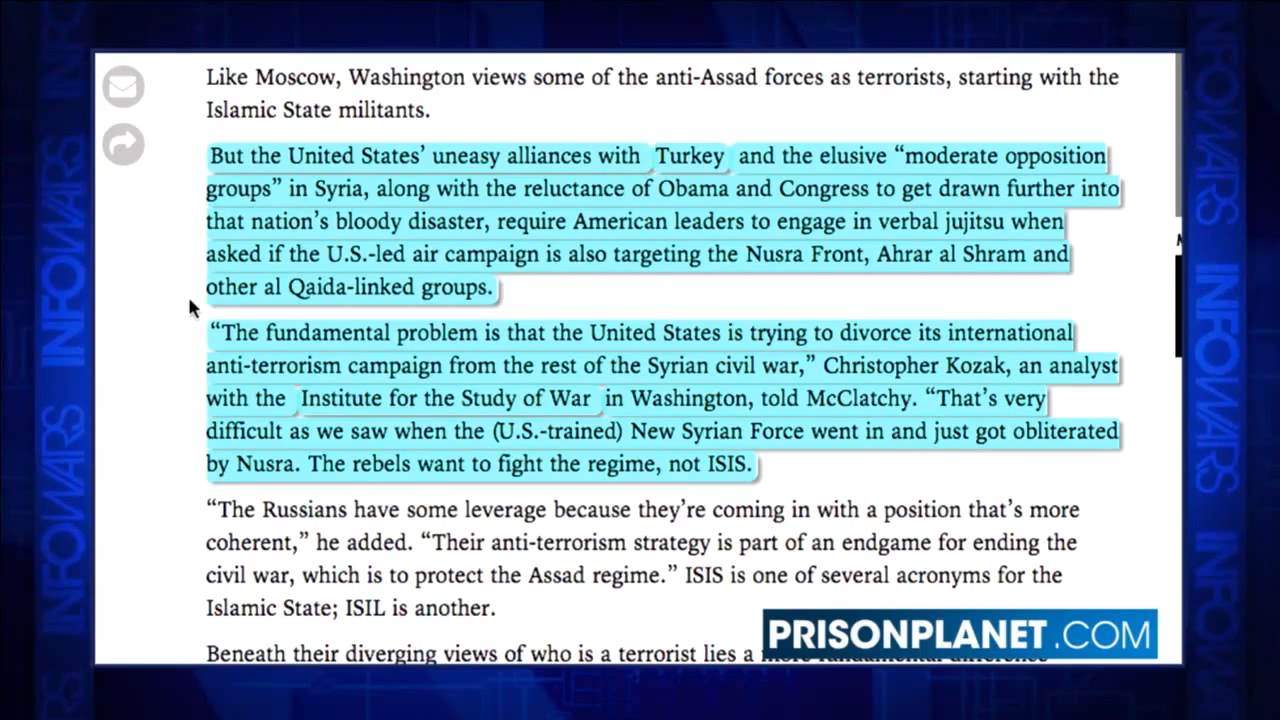 Like Moscow, Washington views some of the anti-Assad forces as terrorists, starting with the
Islamic State militants.
But the United States’ uneasy alliances with Turkey and the elusive “moderate opposition
groups” in Syria, along with the reluctance of Obama and Congress to get drawn further into
that nation’s bloody disaster, require American leaders to engage in verbal jujitsu when
asked if the U.S.-led air campaign is also targeting the Nusra Front, Ahrar al Shram and
other al Qaida-linked groups.
“The fundamental problem is that the United States is trying to divorce its international
anti-terrorism campaign from the rest of the Syrian civil war,” Christopher Kozak, an analyst
with the Institute for the Study of War in Washington, told McClatchy. “That’s very
difficult as we saw when the (U.S.-trained) New Syrian Force went in and just got obliterated
by Nusra. The rebels want to fight the regime, not ISIS.
“The Russians have some leverage because they’re coming in with a position that’s more
coherent,” he added. “Their anti-terrorism strategy is part of an endgame for ending the
civil war, which is to protect the Assad regime.” ISIS is one of several acronyms for the
Islamic State; ISIL is another.
Beneath their diverging views of who is a terrorist lies a
PRISONPLANET.COM
INFOWARS
INFOWARS
INFOWARS
INFOWARS